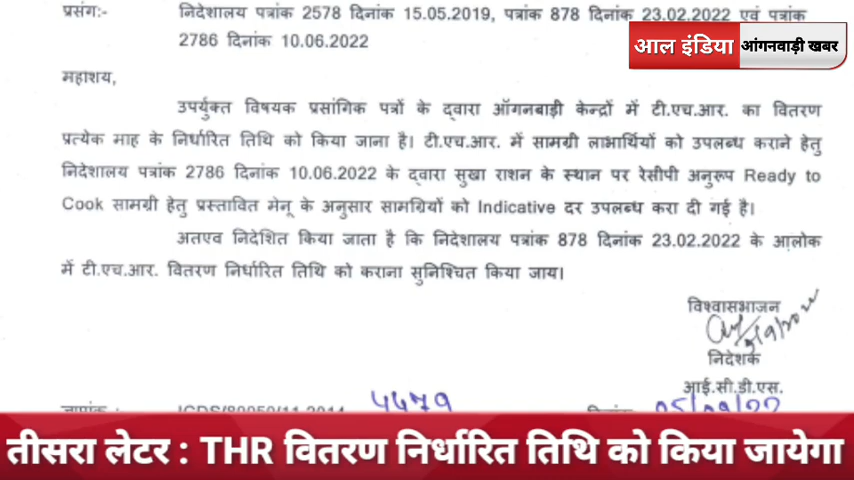 प्रसंग:- निदेशालय पत्रांक 2578 दिनांक 15.05.2019, पत्रांक 878 दिनांक 23.02.2022 एवं पत्रांक
2786 दिनांक 10.06.2022
आल इंडिया आंगनवाड़ी खबर
महाशय,
उपर्युक्त विषयक प्रसांगिक पत्रों के द्वारा ऑगनबाड़ी केन्द्रों में टी.एच.आर. का वितरण
प्रत्येक माह के निर्धारित तिथि को किया जाना है। टी.एच.आर. में सामग्री लाभार्थियों को उपलब्ध कराने हेतु
निदेशालय पत्रांक 2786 दिनांक 10.06.2022 के द्वारा सुखा राशन के स्थान पर रेसीपी अनुरूप Ready to
Cook सामग्री हेतु प्रस्तावित मेनू के अनुसार सामग्रियों को Indicative दर उपलब्ध करा दी गई है।
अतएव निदेशित किया जाता है कि निदेशालय पत्रांक 878 दिनांक 23.02.2022 के आलोक
में टी.एच.आर. वितरण निर्धारित तिथि को कराना सुनिश्चित किया जाय।
विश्वासभाजन
निदेशक
आई.सी.डी.एस.
4479
तीसरा लेटर : THR वितरण निर्धारित तिथि को किया जायेगा